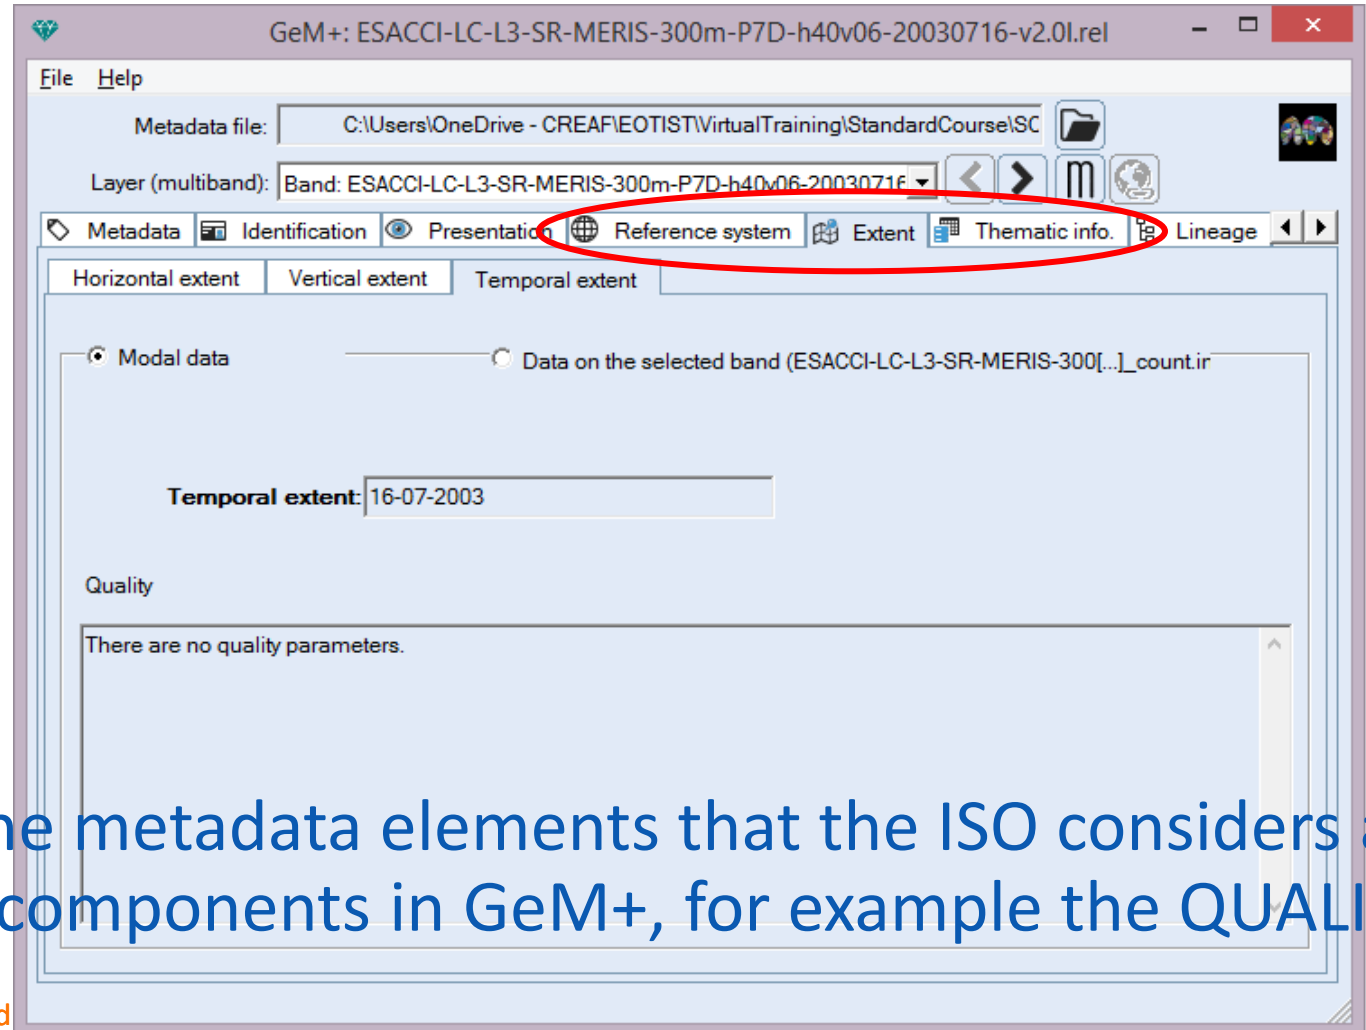 GeM+: ESACCI-LC-L3-SR-MERIS-300m-P7D-h40v06-20030716-v2.0l.rel
File Help
Metadata file: C:\Users\OneDrive - CREAF\EOTIST\VirtualTraining\StandardCourse\SC
Layer (multiband): Band: ESACCI-LC-L3-SR-MERIS-300m-P7D-h40v06-20030716 m
Metadata Identification Presentation Reference system Extent Thematic info. Lineage
Horizontal extent Vertical extent Temporal extent
Modal data Data on the selected band (ESACCI-LC-L3-SR-MERIS-300[...]_count.ir
Temporal extent: 16-07-2003
Quality
There are no quality parameters.
he metadata elements that the ISO considers a
components in GeM+, for example the QUALI
d